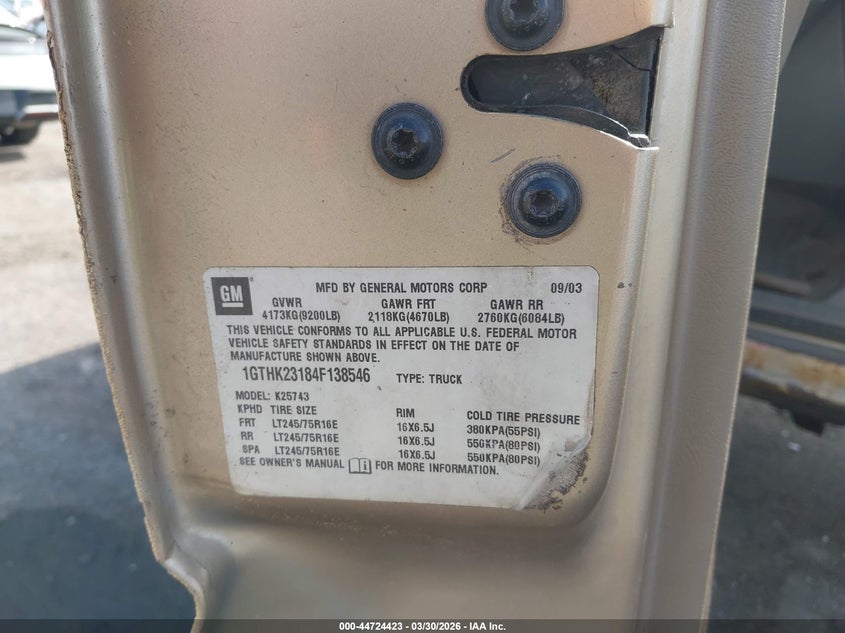 GM MFD BY GENERAL MOTORS CORP 09/03
GVWR GAWR FRT GAWR RR
4173KG(9200LB) 2118KG(4670LB) 2760KG(6084LB)
THIS VEHICLE CONFORMS TO ALL APPLICABLE U.S. FEDERAL MOTOR
VEHICLE SAFETY STANDARDS IN EFFECT ON THE DATE OF
MANUFACTURE SHOWN ABOVE.
1GTHK23184F138546 TYPE: TRUCK
MODEL: K25743
KPHD TIRE SIZE RIM COLD TIRE PRESSURE
FRT LT245/75R16E 16X6.5J 380KPA(55PSI)
RR LT245/75R16E 16X6.5J 550KPA(80PSI)
SPA LT245/75R16E 16X6.5J 550KPA(80PSI)
SEE OWNER'S MANUAL FOR MORE INFORMATION.
000-44724423 - 03/30/2026 - IAA Inc.